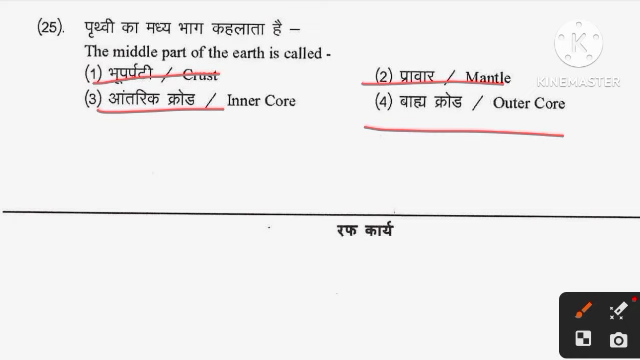 (25). पृथ्वी का मध्य भाग कहलाता है –
The middle part of the earth is called -
(1) भूपर्पटी / Crust (2) प्रावार / Mantle
(3) आंतरिक क्रोड / Inner Core (4) बाह्य क्रोड / Outer Core
रफ कार्य
KINEMASTER